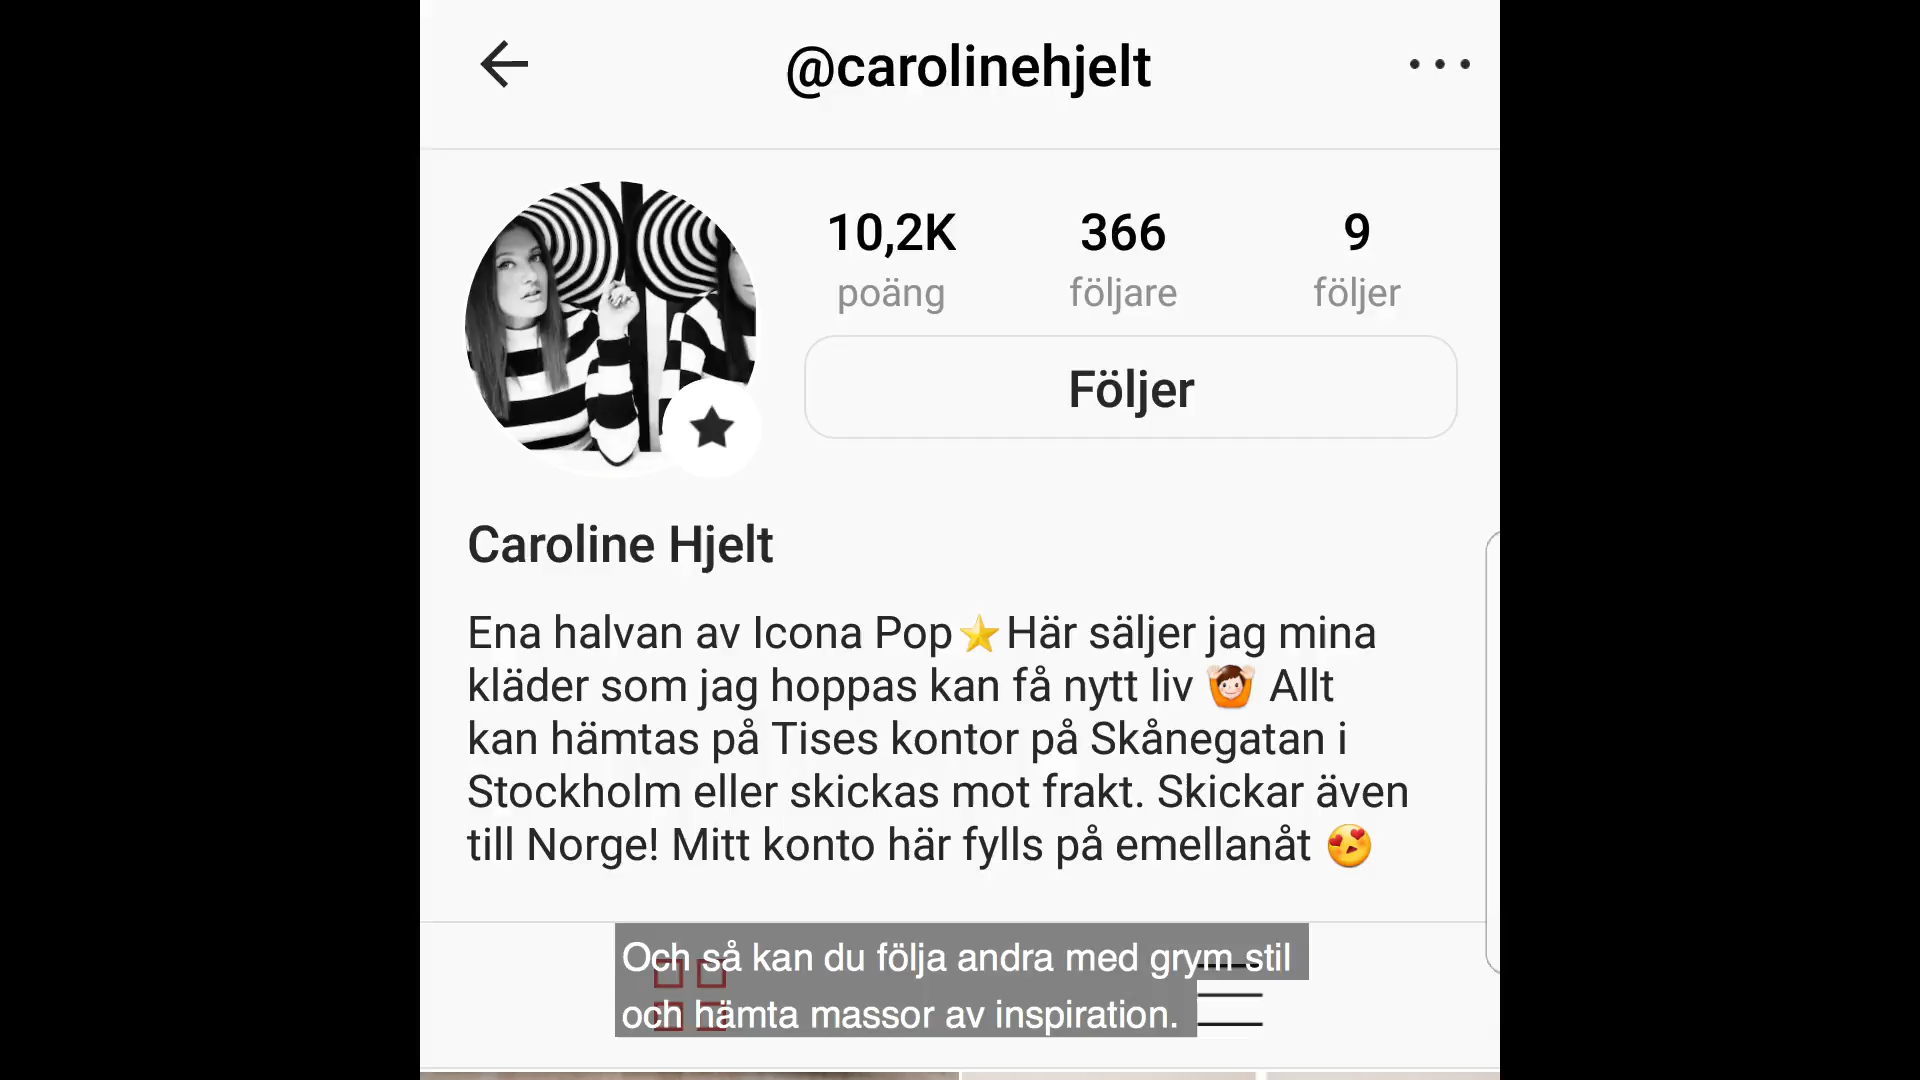 @carolinehjelt
10,2K
366
9
poäng
följare
följer
Följer
Caroline Hjelt
Ena halvan av Icona Pop⭐Här säljer jag mina
kläder som jag hoppas kan få nytt liv 🙆🏻 Allt
kan hämtas på Tises kontor på Skånegatan i
Stockholm eller skickas mot frakt. Skickar även
till Norge! Mitt konto här fylls på emellanåt 😍
Och så kan du följa andra med grym stil
och hämta massor av inspiration.